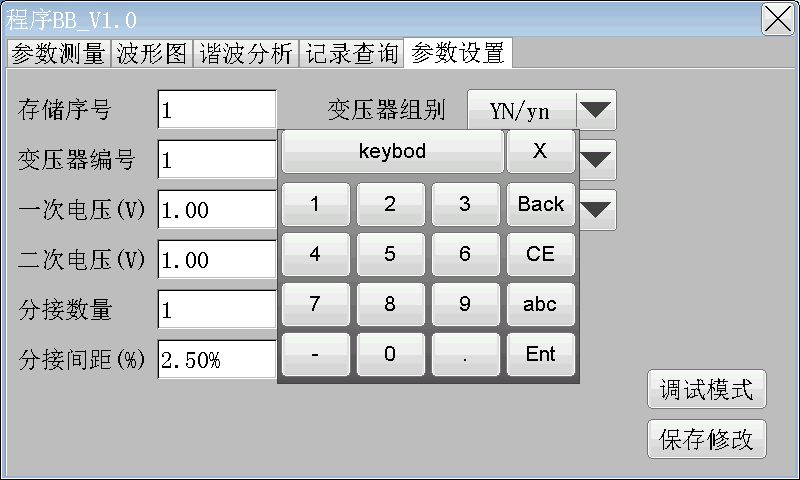 程序BB_V1.0
参数测量 波形图 谐波分析 记录查询 参数设置
存储序号 1 变压器组别 YN/yn
keybod X
变压器编号 1
一次电压(V) 1.00 1 2 3 Back
二次电压(V) 1.00 4 5 6 CE
分接数量 1 7 8 9 abc
分接间距(%) 2.50% - 0 . Ent
调试模式
保存修改